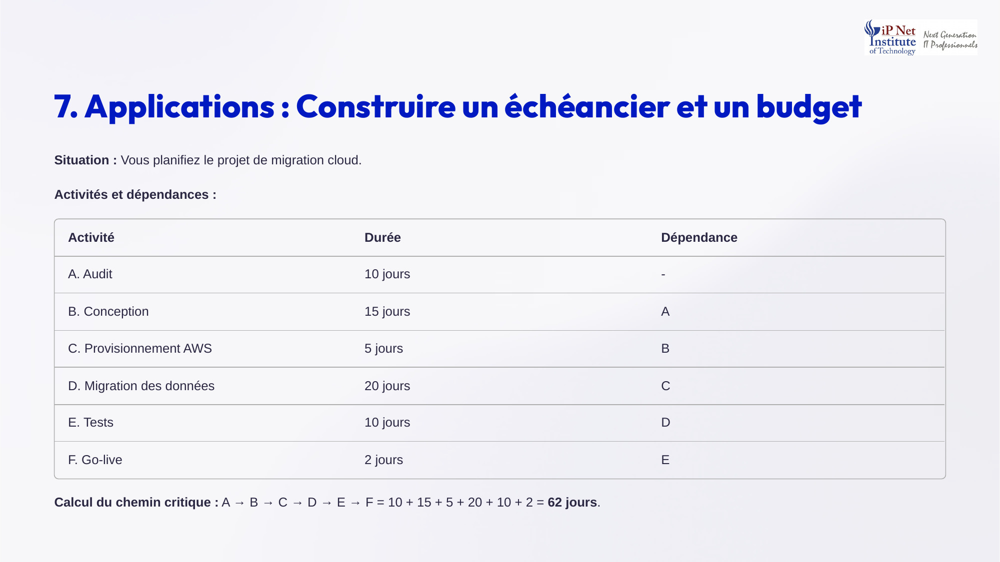 iP Net
Institute
of Technology
Next Generation
IT Professionnels
7. Applications : Construire un échéancier et un budget
Situation : Vous planifiez le projet de migration cloud.
Activités et dépendances :
Activité Durée Dépendance
A. Audit 10 jours -
B. Conception 15 jours A
C. Provisionnement AWS 5 jours B
D. Migration des données 20 jours C
E. Tests 10 jours D
F. Go-live 2 jours E
Calcul du chemin critique : A → B → C → D → E → F = 10 + 15 + 5 + 20 + 10 + 2 = 62 jours.